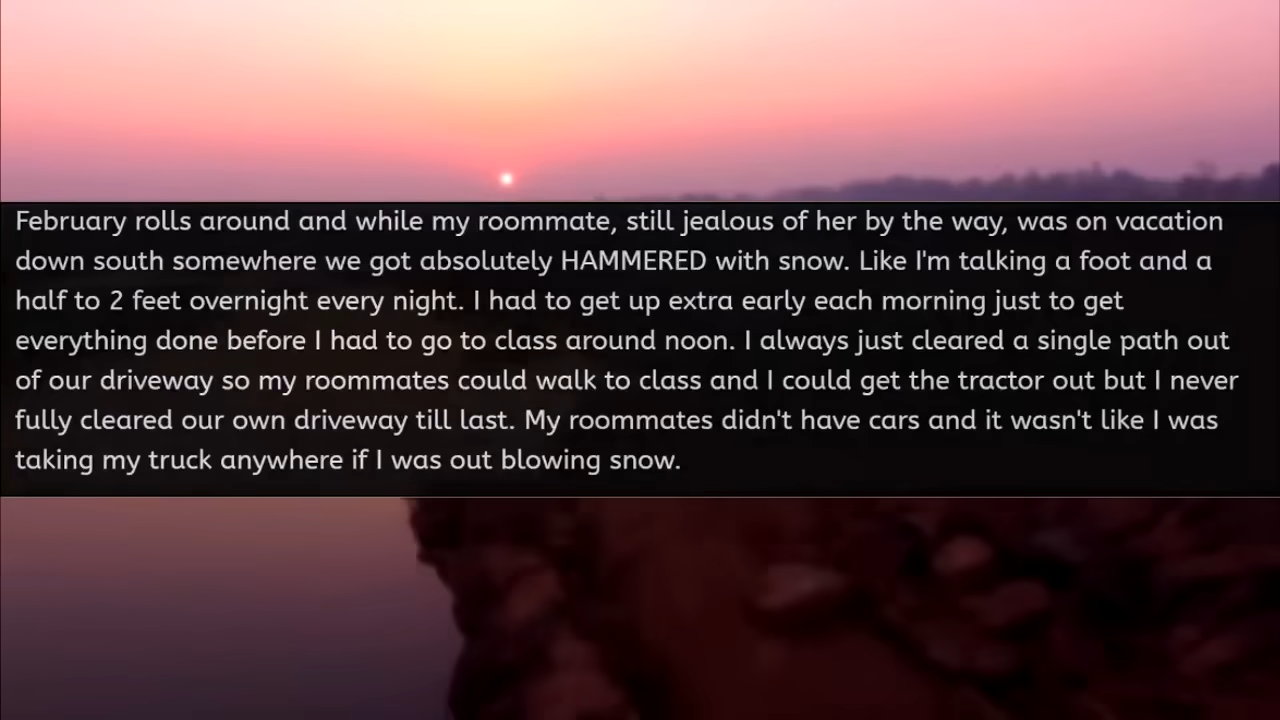 February rolls around and while my roommate, still jealous of her by the way, was on vacation
down south somewhere we got absolutely HAMMERED with snow. Like I'm talking a foot and a
half to 2 feet overnight every night. I had to get up extra early each morning just to get
everything done before I had to go to class around noon. I always just cleared a single path out
of our driveway so my roommates could walk to class and I could get the tractor out but I never
fully cleared our own driveway till last. My roommates didn't have cars and it wasn't like I was
taking my truck anywhere if I was out blowing snow.